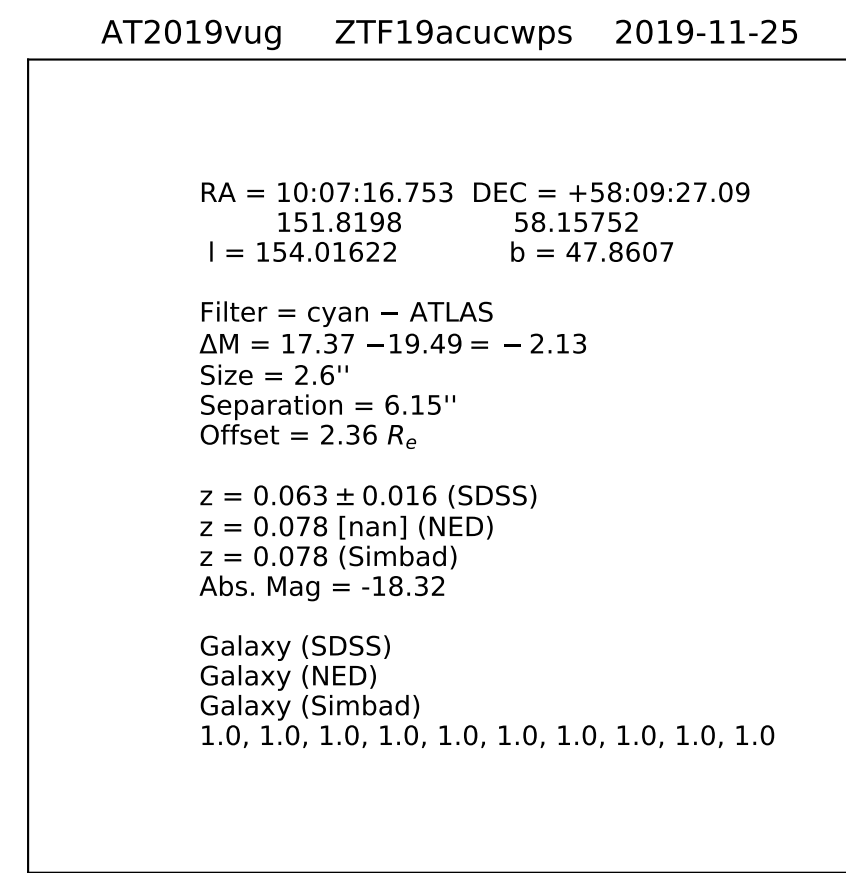 AT2019vug ZTF19acucwps 2019-11-25
RA = 10:07:16.753 DEC = +58:09:27.09
151.8198 58.15752
l = 154.01622 b = 47.8607
Filter = cyan − ATLAS
ΔM = 17.37 −19.49 = − 2.13
Size = 2.6''
Separation = 6.15''
Offset = 2.36 Rₑ
z = 0.063 ± 0.016 (SDSS)
z = 0.078 [nan] (NED)
z = 0.078 (Simbad)
Abs. Mag = -18.32
Galaxy (SDSS)
Galaxy (NED)
Galaxy (Simbad)
1.0, 1.0, 1.0, 1.0, 1.0, 1.0, 1.0, 1.0, 1.0, 1.0